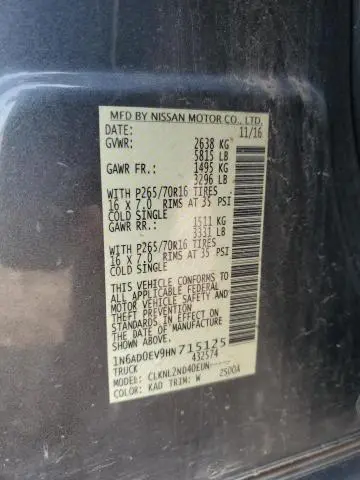 MFD BY NISSAN MOTOR CO., LTD.
DATE: 11/16
GVWR: 2638 KG
5815 LB
GAWR FR.: 1495 KG
3296 LB
WITH P265/70R16 TIRES
16 X 7.0 RIMS AT 35 PSI
COLD SINGLE
GAWR RR.: 1511 KG
3331 LB
WITH P265/70R16 TIRES
16 X 7.0 RIMS AT 35 PSI
COLD SINGLE
THIS VEHICLE CONFORMS TO
ALL APPLICABLE FEDERAL
MOTOR VEHICLE SAFETY AND
THEFT PREVENTION
STANDARDS IN EFFECT ON
THE DATE OF MANUFACTURE
SHOWN ABOVE.
1N6AD0EV9HN715125
TRUCK 432574
MODEL: CLKNL2ND40EUN-----
COLOR: KAD TRIM: W 2500A